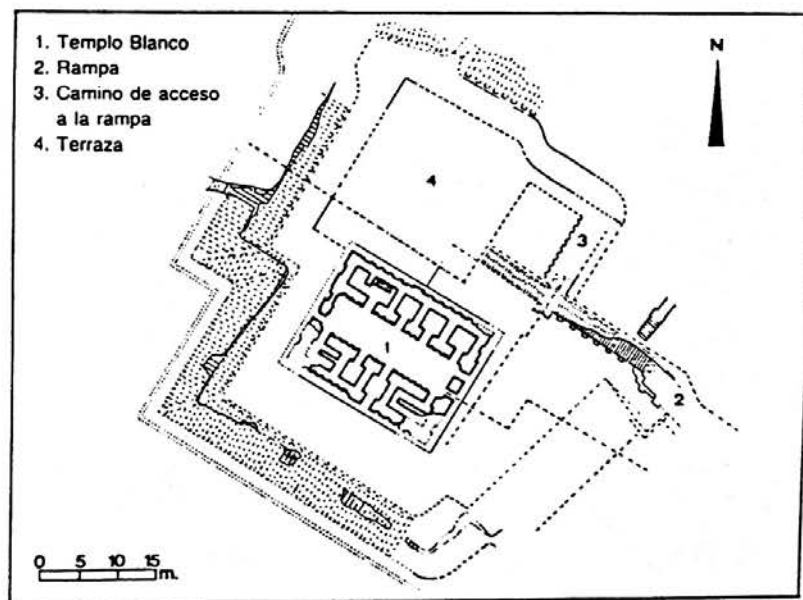 1. Templo Blanco
2. Rampa
3. Camino de acceso
a la rampa
4. Terraza
N
4
3
1
2
0 5 10 15
m.